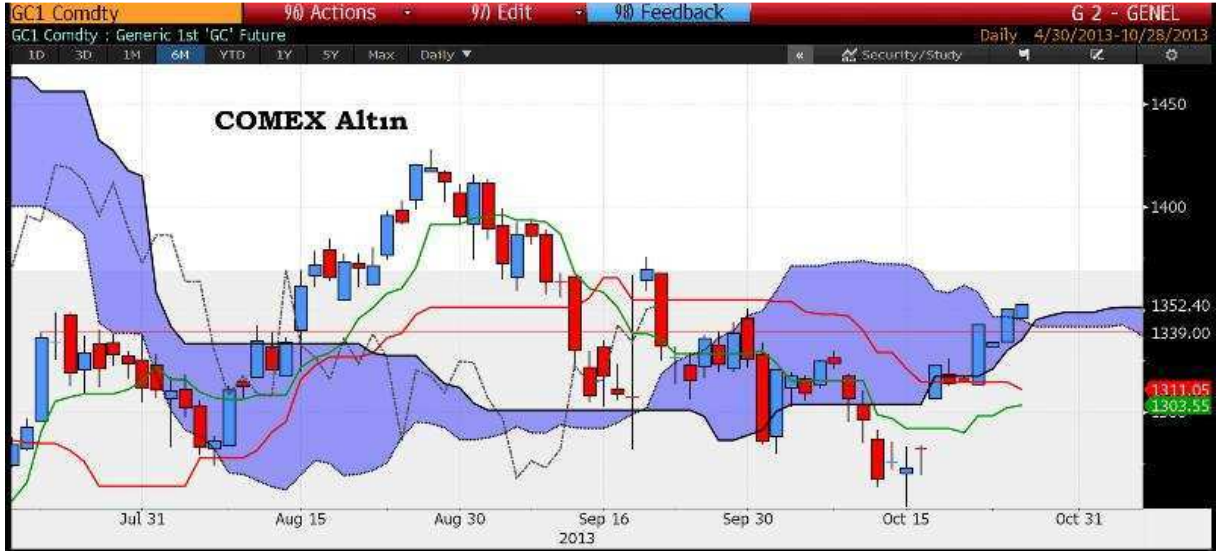 GC1 Comdty 96) Actions 97) Edit 98) Feedback G 2 - GENEL
GC1 Comdty : Generic 1st 'GC' Future Daily 4/30/2013-10/28/2013
1D 3D 1M 6M YTD 1Y 5Y Max Daily ▼ « Security/Study
COMEX Altın
1450
1400
1352.40
1339.00
1311.05
1303.55
Jul 31 Aug 15 Aug 30 Sep 16 Sep 30 Oct 15 Oct 31
2013